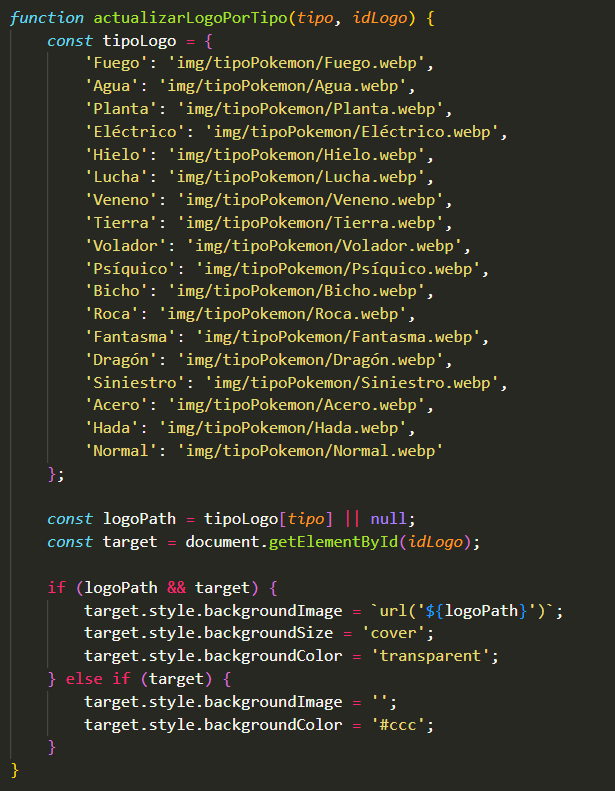 function actualizarLogoPorTipo(tipo, idLogo) {
    const tipoLogo = {
        'Fuego': 'img/tipoPokemon/Fuego.webp',
        'Agua': 'img/tipoPokemon/Agua.webp',
        'Planta': 'img/tipoPokemon/Planta.webp',
        'Eléctrico': 'img/tipoPokemon/Eléctrico.webp',
        'Hielo': 'img/tipoPokemon/Hielo.webp',
        'Lucha': 'img/tipoPokemon/Lucha.webp',
        'Veneno': 'img/tipoPokemon/Veneno.webp',
        'Tierra': 'img/tipoPokemon/Tierra.webp',
        'Volador': 'img/tipoPokemon/Volador.webp',
        'Psíquico': 'img/tipoPokemon/Psíquico.webp',
        'Bicho': 'img/tipoPokemon/Bicho.webp',
        'Roca': 'img/tipoPokemon/Roca.webp',
        'Fantasma': 'img/tipoPokemon/Fantasma.webp',
        'Dragón': 'img/tipoPokemon/Dragón.webp',
        'Siniestro': 'img/tipoPokemon/Siniestro.webp',
        'Acero': 'img/tipoPokemon/Acero.webp',
        'Hada': 'img/tipoPokemon/Hada.webp',
        'Normal': 'img/tipoPokemon/Normal.webp'
    };

    const logoPath = tipoLogo[tipo] || null;
    const target = document.getElementById(idLogo);

    if (logoPath && target) {
        target.style.backgroundImage = `url('${logoPath}')`;
        target.style.backgroundSize = 'cover';
        target.style.backgroundColor = 'transparent';
    } else if (target) {
        target.style.backgroundImage = '';
        target.style.backgroundColor = '#ccc';
    }
}